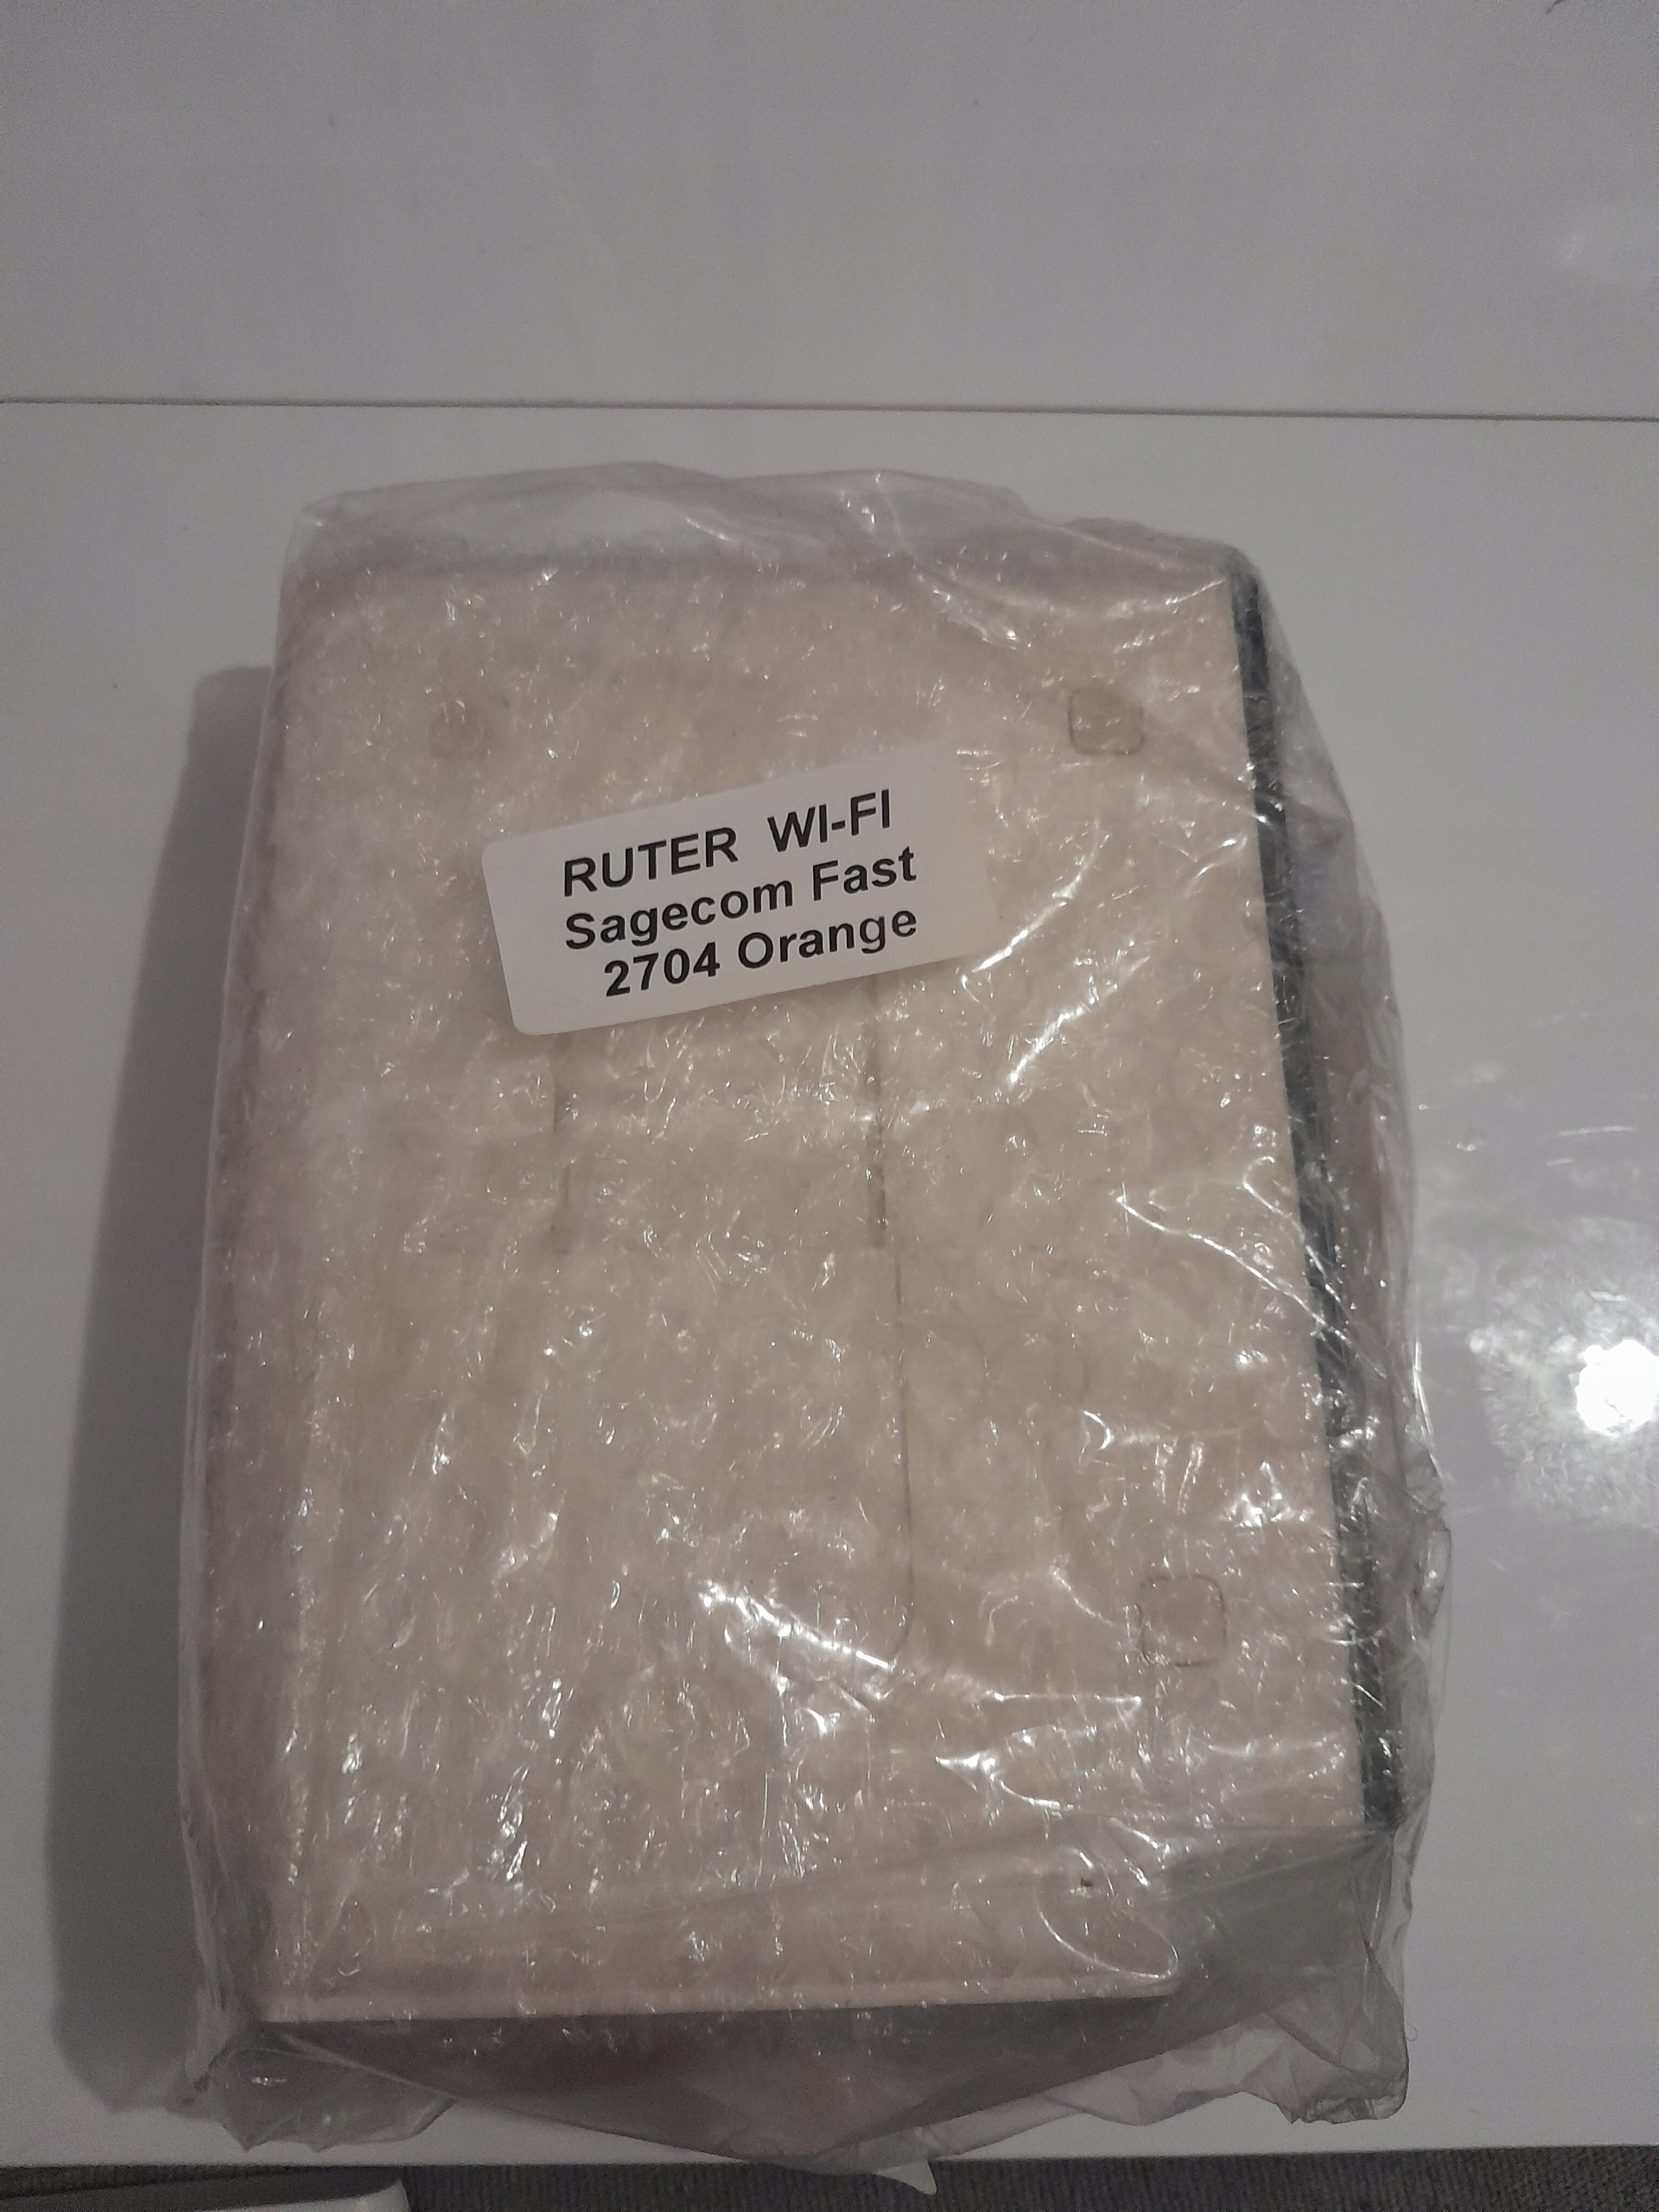 RUTER WI-FI
Sagecom Fast
2704 Orange